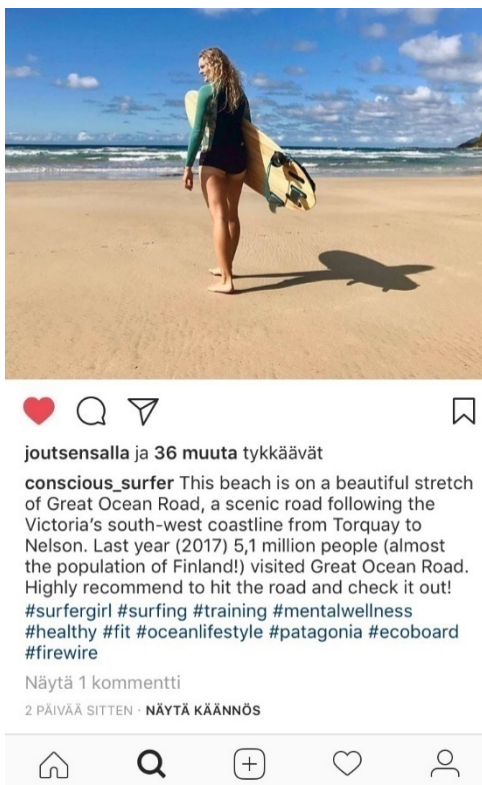 joutsensalla ja 36 muuta tykkäävät
conscious_surfer This beach is on a beautiful stretch
of Great Ocean Road, a scenic road following the
Victoria's south-west coastline from Torquay to
Nelson. Last year (2017) 5,1 million people (almost
the population of Finland!) visited Great Ocean Road.
Highly recommend to hit the road and check it out!
#surfergirl #surfing #training #mentalwellness
#healthy #fit #oceanlifestyle #patagonia #ecoboard
#firewire
Näytä 1 kommentti
2 PÄIVÄÄ SITTEN · NÄYTÄ KÄÄNNÖS